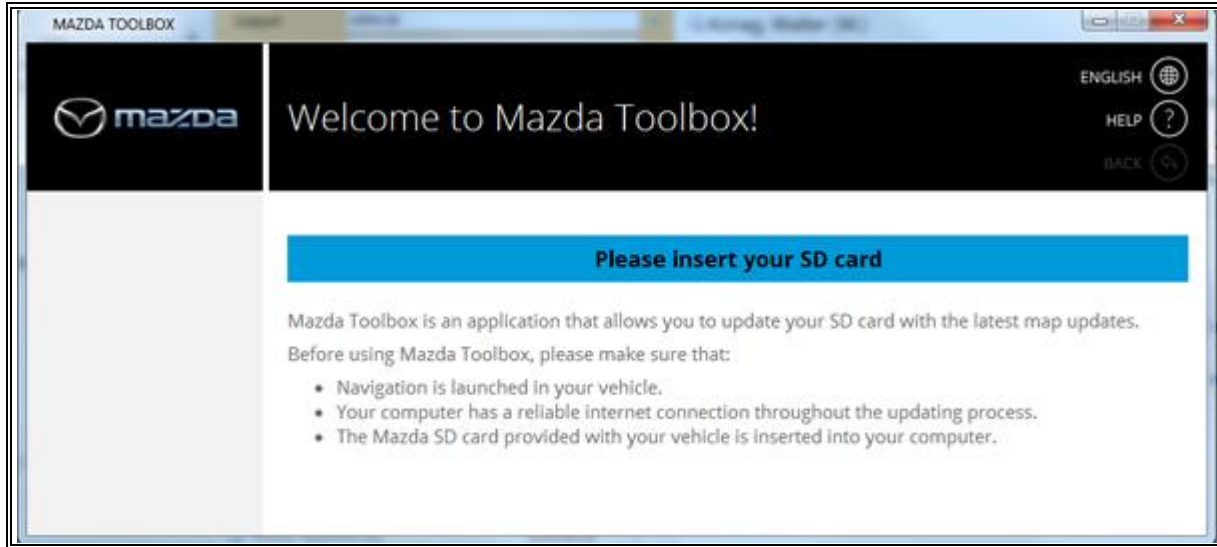 MAZDA TOOLBOX
mazda
Welcome to Mazda Toolbox!
ENGLISH
HELP
?
BACK
Please insert your SD card
Mazda Toolbox is an application that allows you to update your SD card with the latest map updates.
Before using Mazda Toolbox, please make sure that:
• Navigation is launched in your vehicle.
• Your computer has a reliable internet connection throughout the updating process.
• The Mazda SD card provided with your vehicle is inserted into your computer.